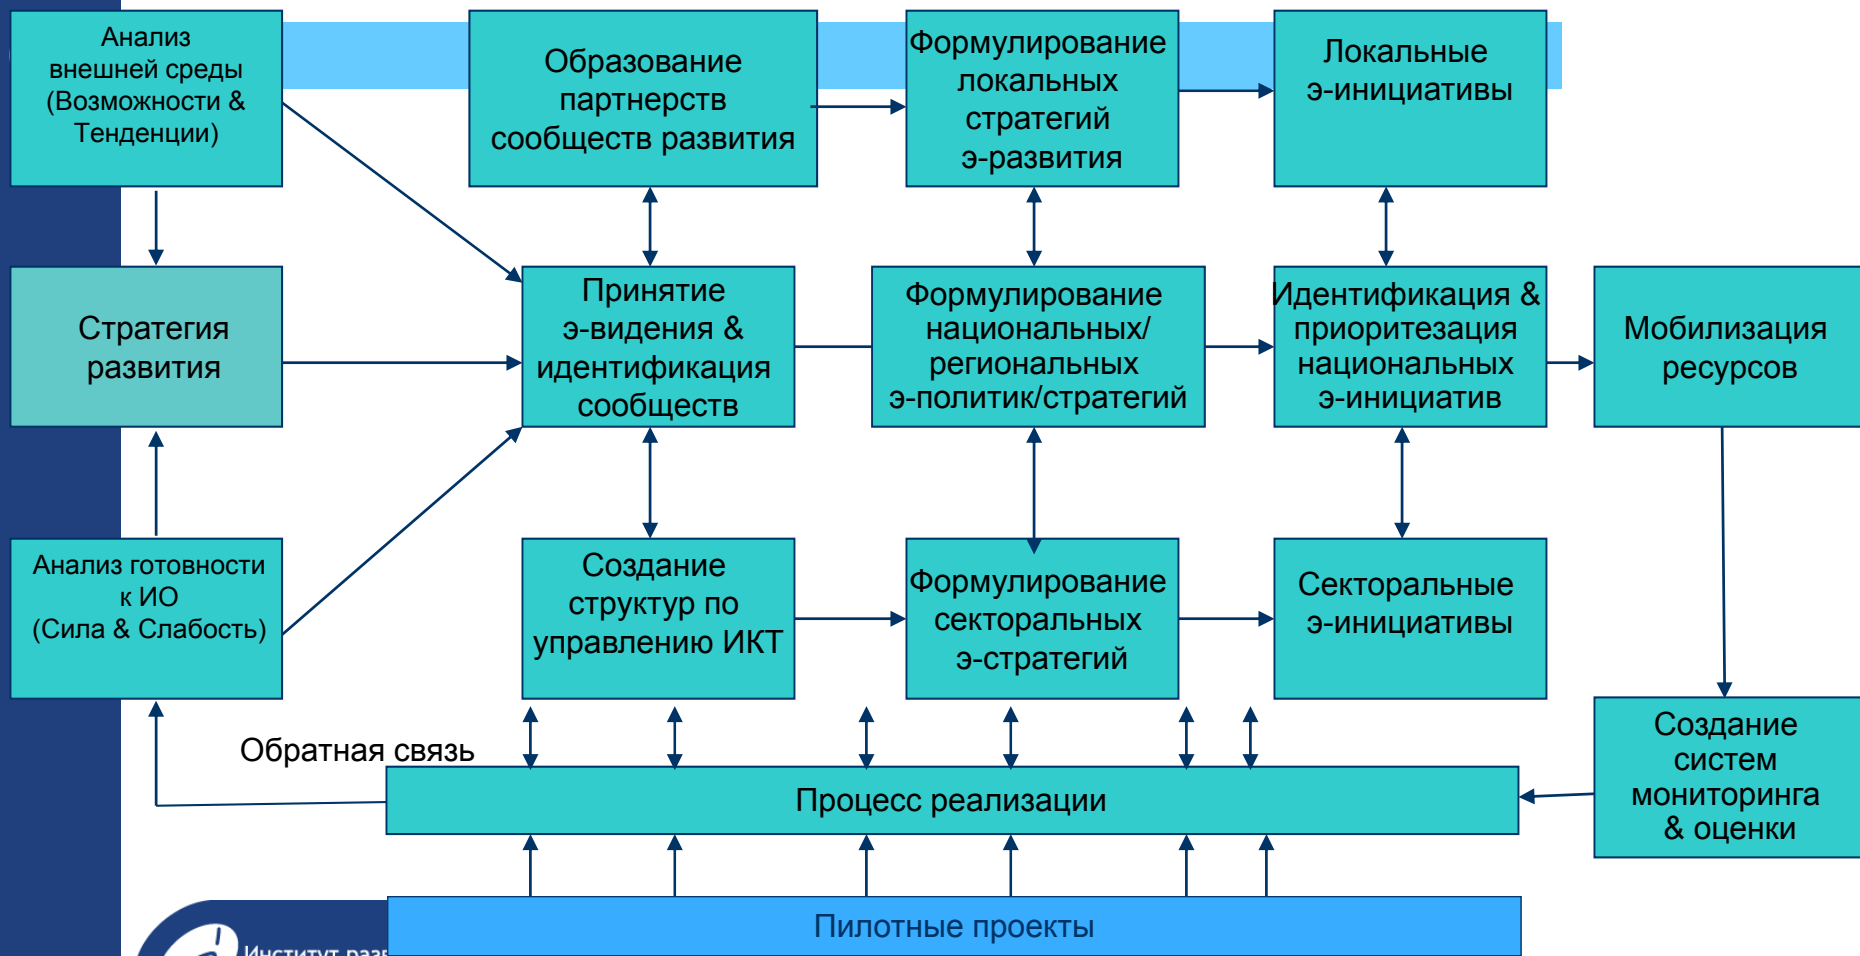 Анализ
внешней среды
(Возможности &
Тенденции)
Образование
партнерств
сообществ развития
Формулирование
локальных
стратегий
э-развития
Локальные
э-инициативы
Стратегия
развития
Принятие
э-видения &
идентификация
сообществ
Формулирование
национальных/
региональных
э-политик/стратегий
Идентификация &
приоритезация
национальных
э-инициатив
Мобилизация
ресурсов
Анализ готовности
к ИО
(Сила & Слабость)
Создание
структур по
управлению ИКТ
Формулирование
секторальных
э-стратегий
Секторальные
э-инициативы
Обратная связь
Процесс реализации
Создание
систем
мониторинга
& оценки
Пилотные проекты
Институт